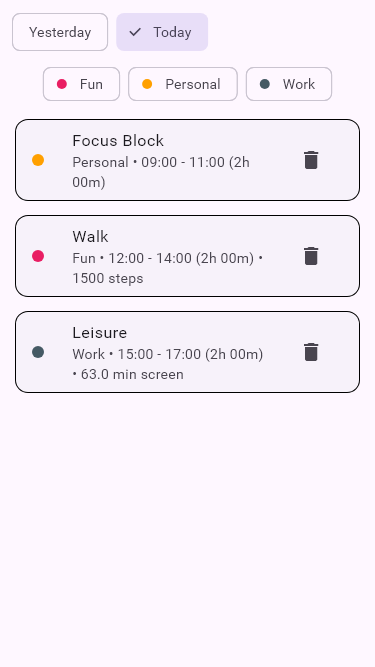 Yesterday
Today
Fun
Personal
Work
Focus Block
Personal • 09:00 - 11:00 (2h
00m)
Walk
Fun • 12:00 - 14:00 (2h 00m) •
1500 steps
Leisure
Work • 15:00 - 17:00 (2h 00m)
• 63.0 min screen